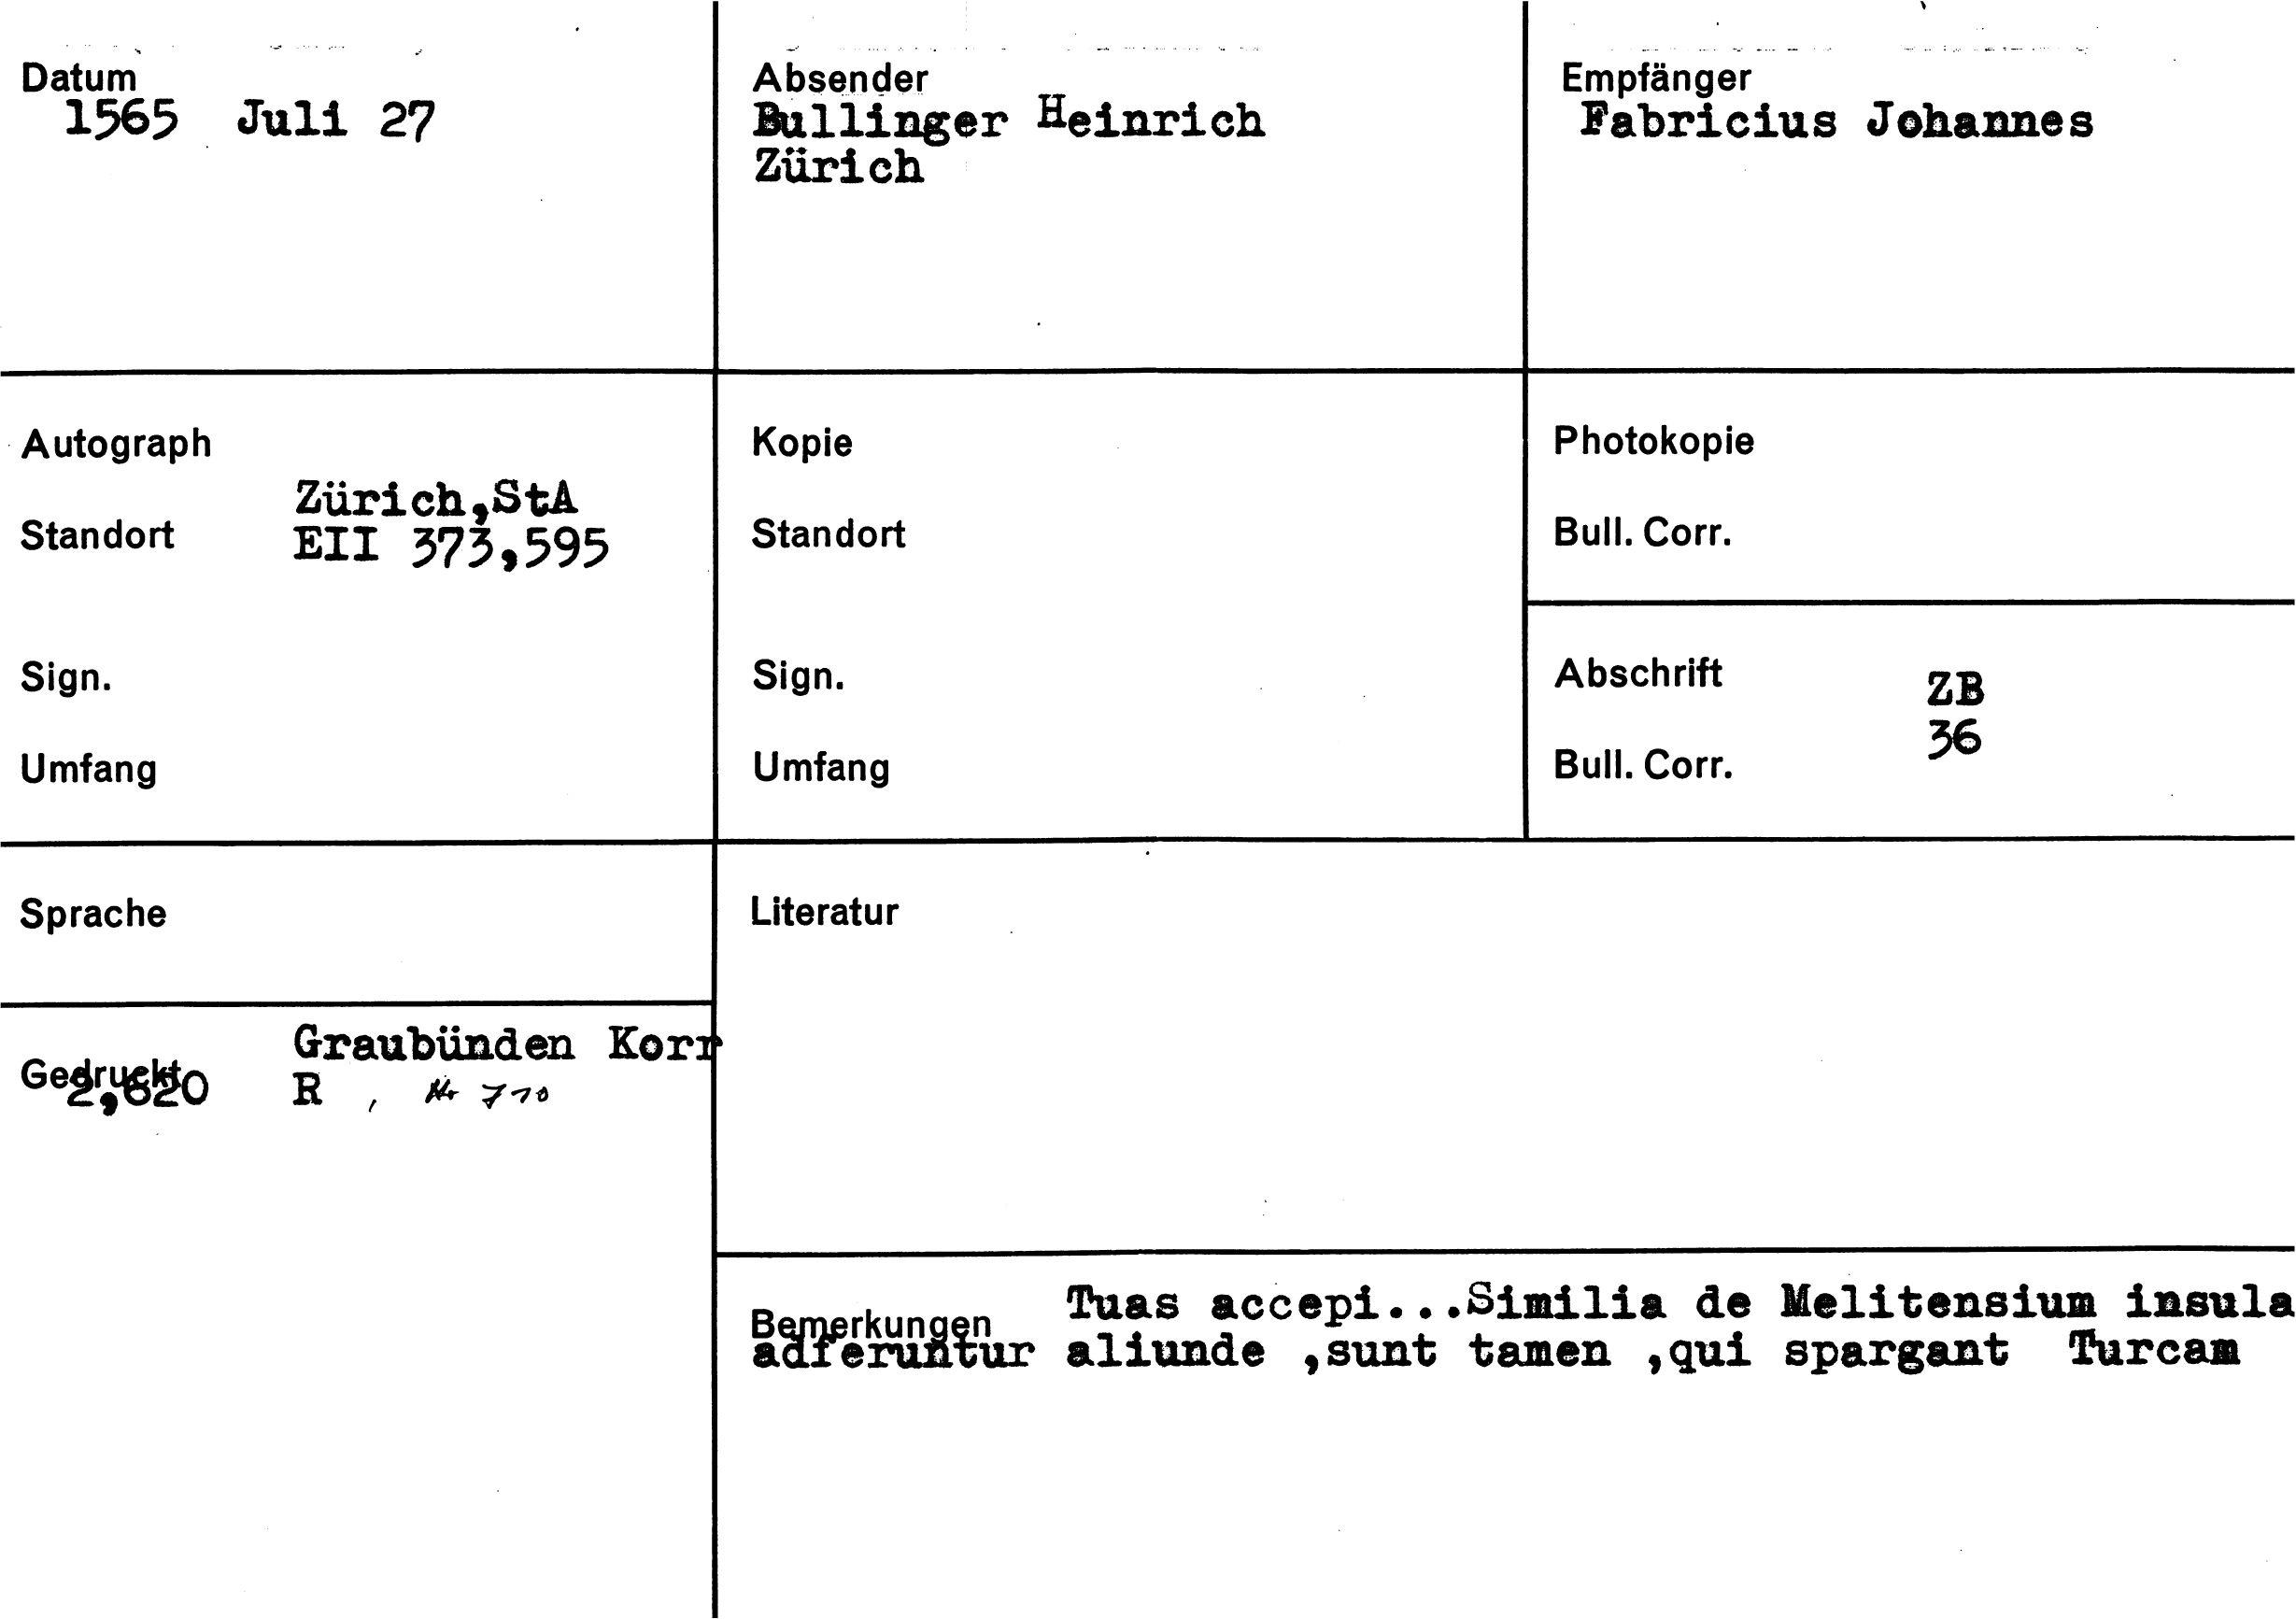 Datum
1565 Juli 27
Absender
Bullinger Heinrich
Zürich
Empfänger
Fabricius Johannes
Autograph
Zürich,StA
Standort
EII 373,595
Sign.
Umfang
Kopie
Standort
Sign.
Umfang
Photokopie
Bull. Corr.
Abschrift
ZB
36
Bull. Corr.
Sprache
Literatur
Graubünden Korr
Gedruckt
2,620 R , Nr 710
Tuas accepi...Similia de Melitensium insula
Bemerkungen
adferuntur aliunde ,sunt tamen ,qui spargant Turcam